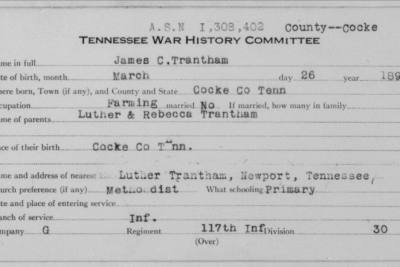 A.S.N 1,308,402 County--Cocke
TENNESSEE WAR HISTORY COMMITTEE
ame in full James C.Trantham
ate of birth, month March day 26 year 189
here born, Town (if any), and County and State Cocke Co Tenn
ccupation Farming married No If married, how many in family
ame of parents Luther & Rebecca Trantham
ace of their birth Cocke Co Tenn.
ame and address of nearest Luther Trantham, Newport, Tennessee,
hurch preference (if any) Methodist What schooling Primary
ate and place of entering service
anch of service Inf.
mpany G Regiment 117th Inf Division 30
(Over)